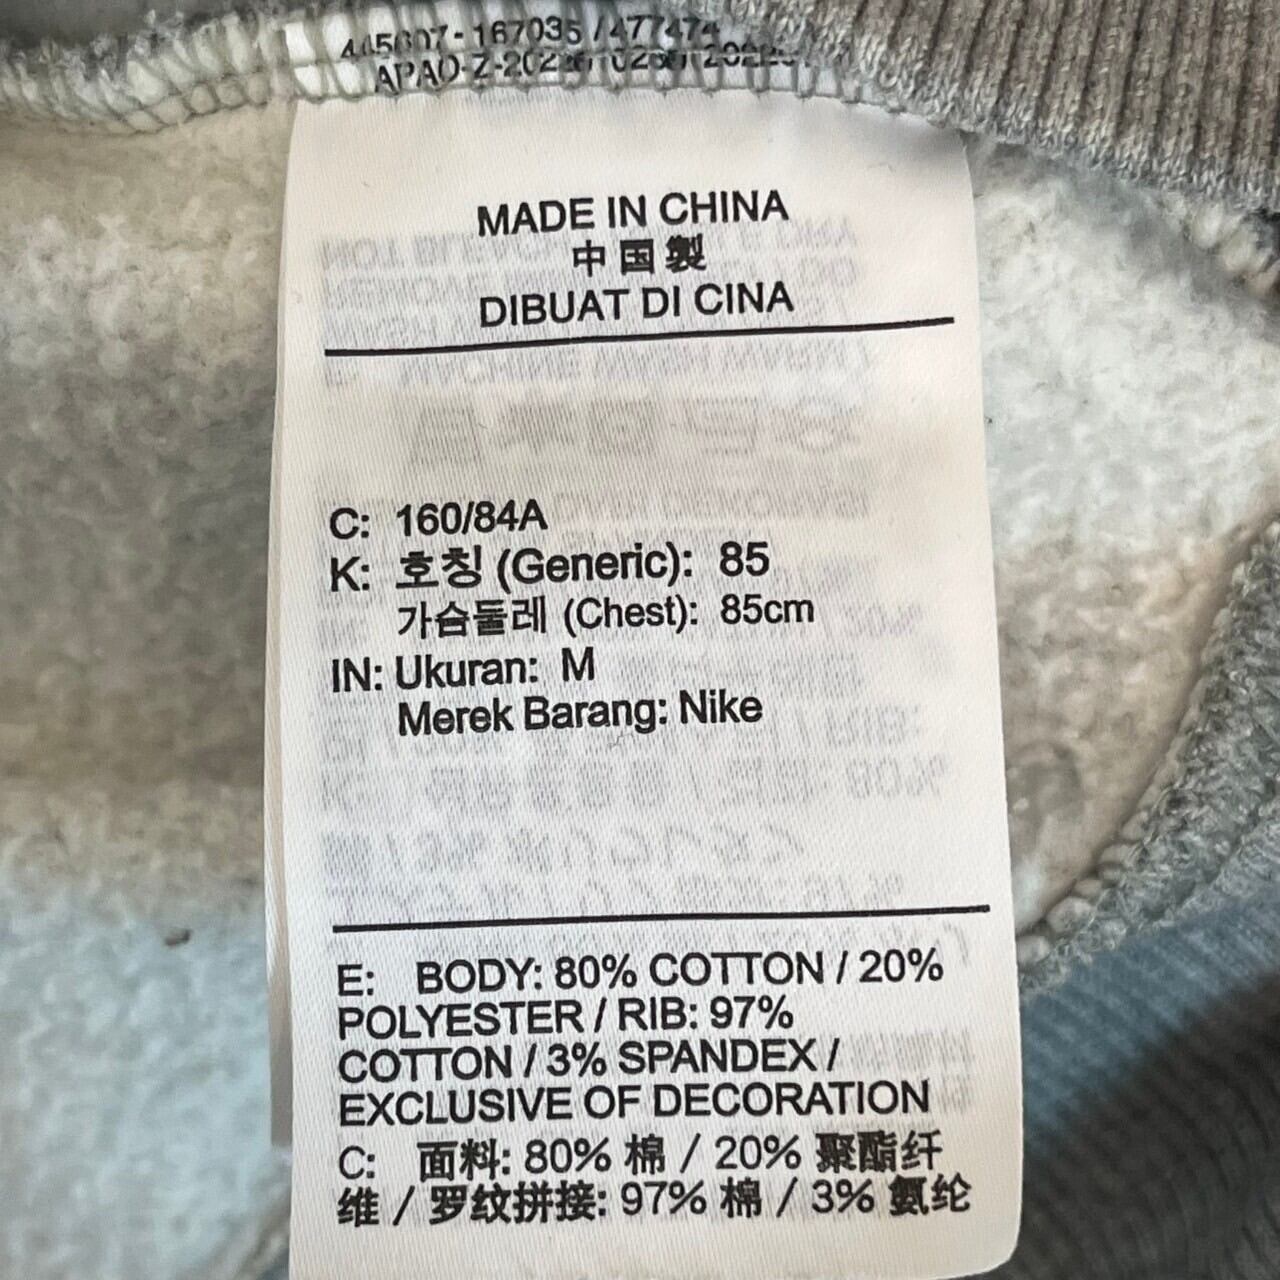 MADE IN CHINA
中国製
DIBUAT DI CINA
C: 160/84A
K: 호칭 (Generic): 85
가슴둘레 (Chest): 85cm
IN: Ukuran: M
Merek Barang: Nike
E: BODY: 80% COTTON / 20%
POLYESTER / RIB: 97%
COTTON / 3% SPANDEX /
EXCLUSIVE OF DECORATION
C: 面料: 80% 棉 / 20% 聚酯纤
维 / 罗纹拼接: 97% 棉 / 3% 氨纶